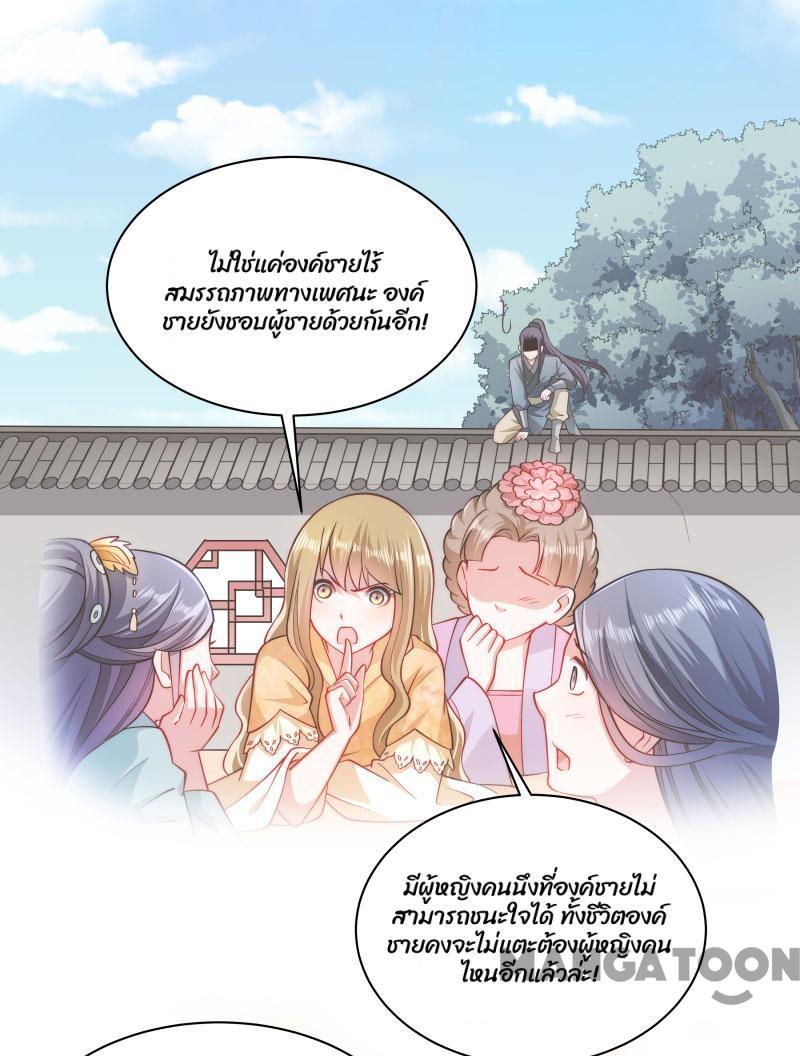 ไม่ใช่แค่องค์ชายไร้
สมรรถภาพทางเพศนะ องค์
ชายยังชอบผู้ชายด้วยกันอีก!
มีผู้หญิงคนนึงที่องค์ชายไม่
สามารถชนะใจได้ ทั้งชีวิตองค์
ชายคงจะไม่แตะต้องผู้หญิงคน
ไหนอีกแล้วล่ะ!
MANGATOON